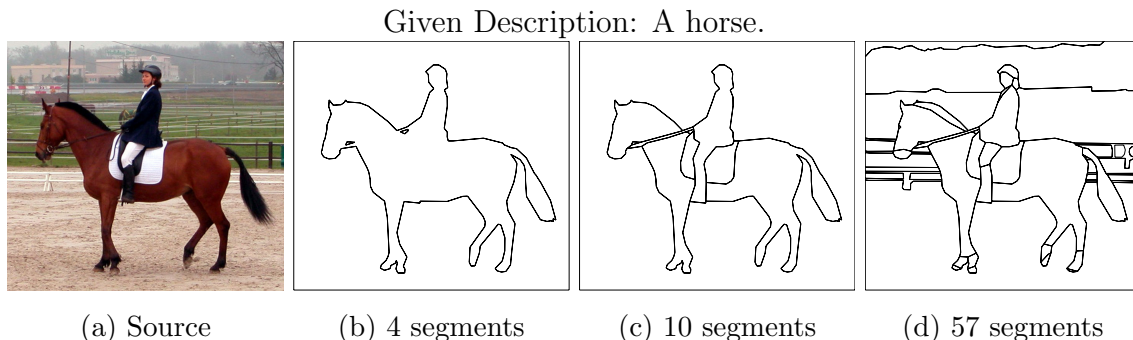 Given Description: A horse.
(a) Source
(b) 4 segments
(c) 10 segments
(d) 57 segments